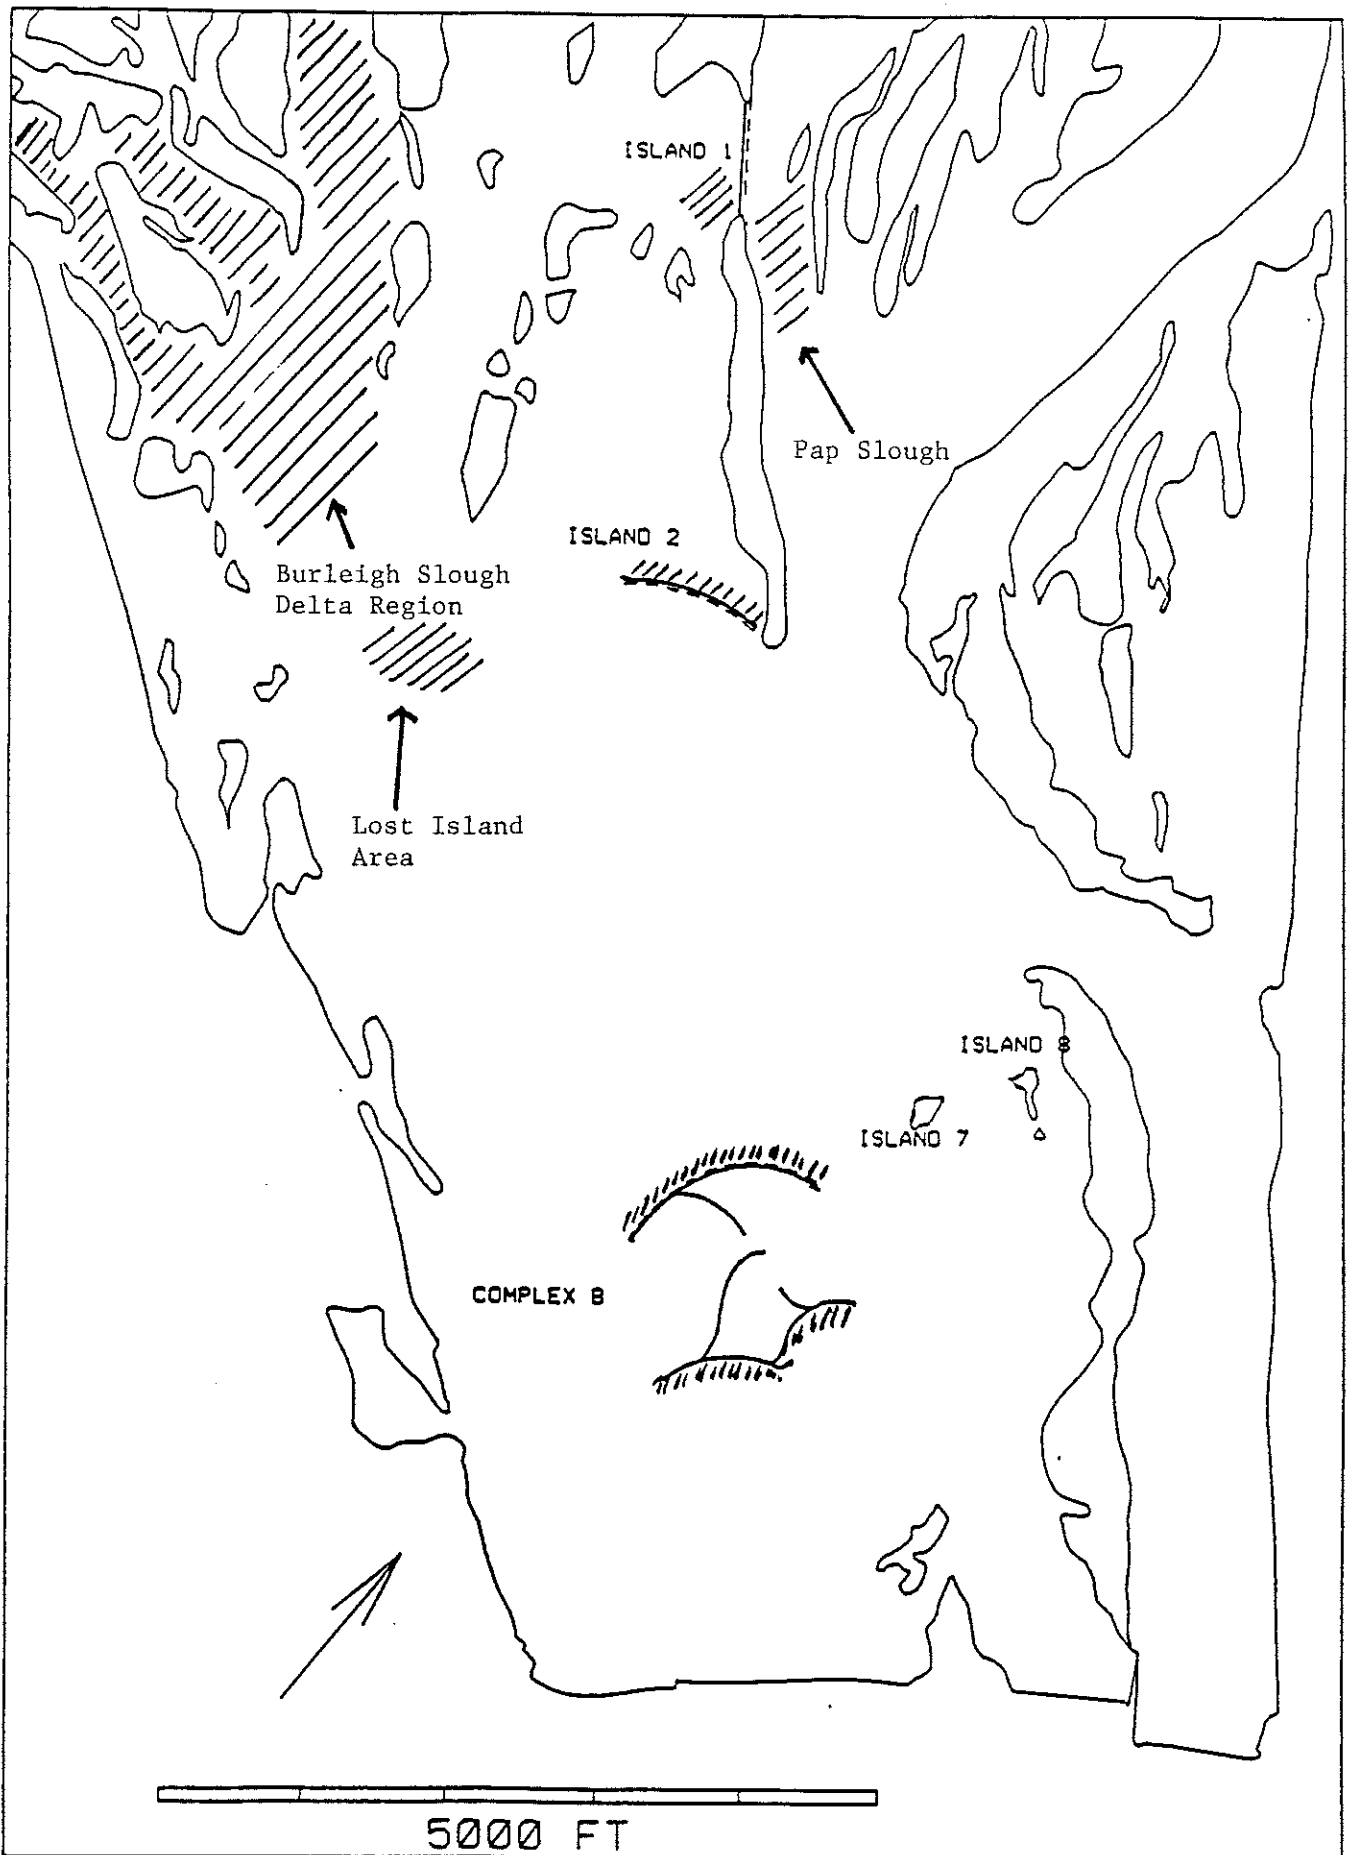 ISLAND 1
Pap Slough
ISLAND 2
Burleigh Slough
Delta Region
Lost Island
Area
ISLAND 8
ISLAND 7
COMPLEX B
5000 FT